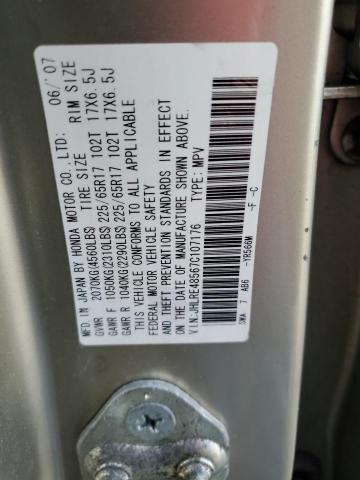 MFD. IN JAPAN BY HONDA MOTOR CO., LTD: 06/'07
TIRE SIZE RIM SIZE
GVWR 2070KG(4560LBS)
GAWR F 1050KG(2310LBS) 225/65R17 102T 17X6.5J
GAWR R 1040KG(2290LBS) 225/65R17 102T 17X6.5J
THIS VEHICLE CONFORMS TO ALL APPLICABLE
FEDERAL MOTOR VEHICLE SAFETY
AND THEFT PREVENTION STANDARDS IN EFFECT
ON THE DATE OF MANUFACTURE SHOWN ABOVE.
V.I.N:JHLRE48567C107176 TYPE: MPV
SWA 7 AB6 -YR566M -F -C